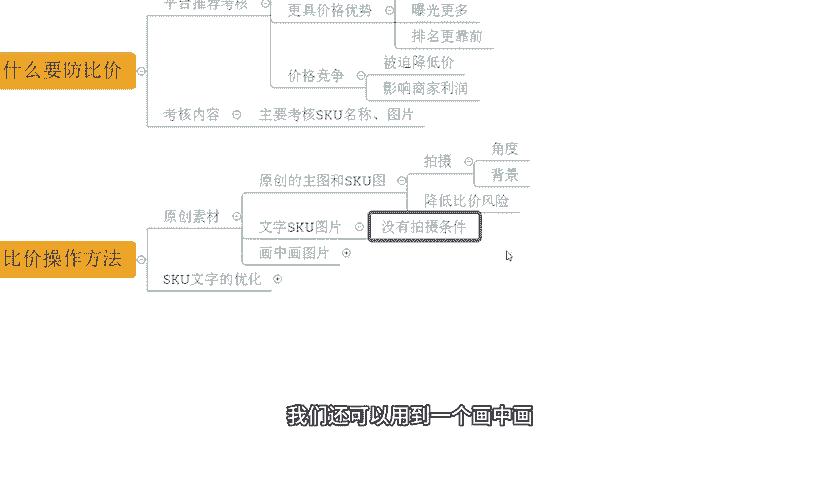 平台推荐考核
更具价格优势
曝光更多
排名更靠前
什么要防比价
价格竞争
被迫降低价
影响商家利润
考核内容
主要考核SKU名称、图片
角度
拍摄
背景
原创的主图和SKU图
降低比价风险
原创素材
文字SKU图片
没有拍摄条件
画中画图片
比价操作方法
SKU文字的优化
我们还可以用到一个画中画